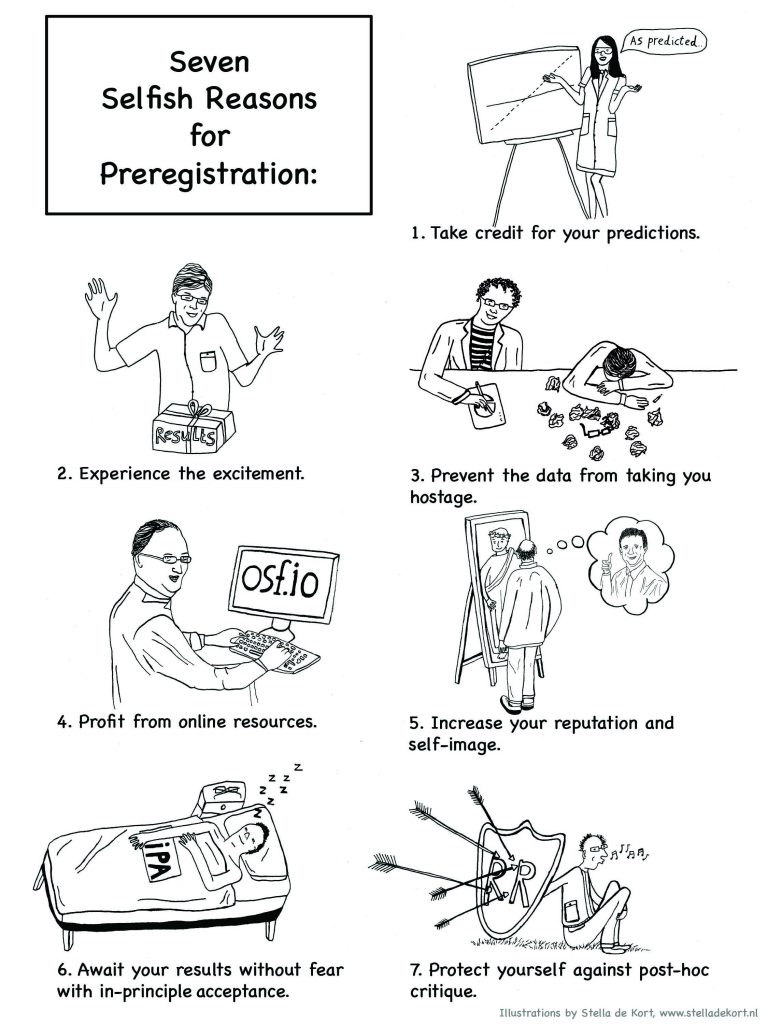 Seven
Selfish Reasons
for
Preregistration:
As predicted..
1. Take credit for your predictions.
Results
2. Experience the excitement.
3. Prevent the data from taking you
hostage.
osf.io
4. Profit from online resources.
5. Increase your reputation and
self-image.
z z z z z z z
iPA
6. Await your results without fear
with in-principle acceptance.
RR
7. Protect yourself against post-hoc
critique.
Illustrations by Stella de Kort, www.stelladekort.nl